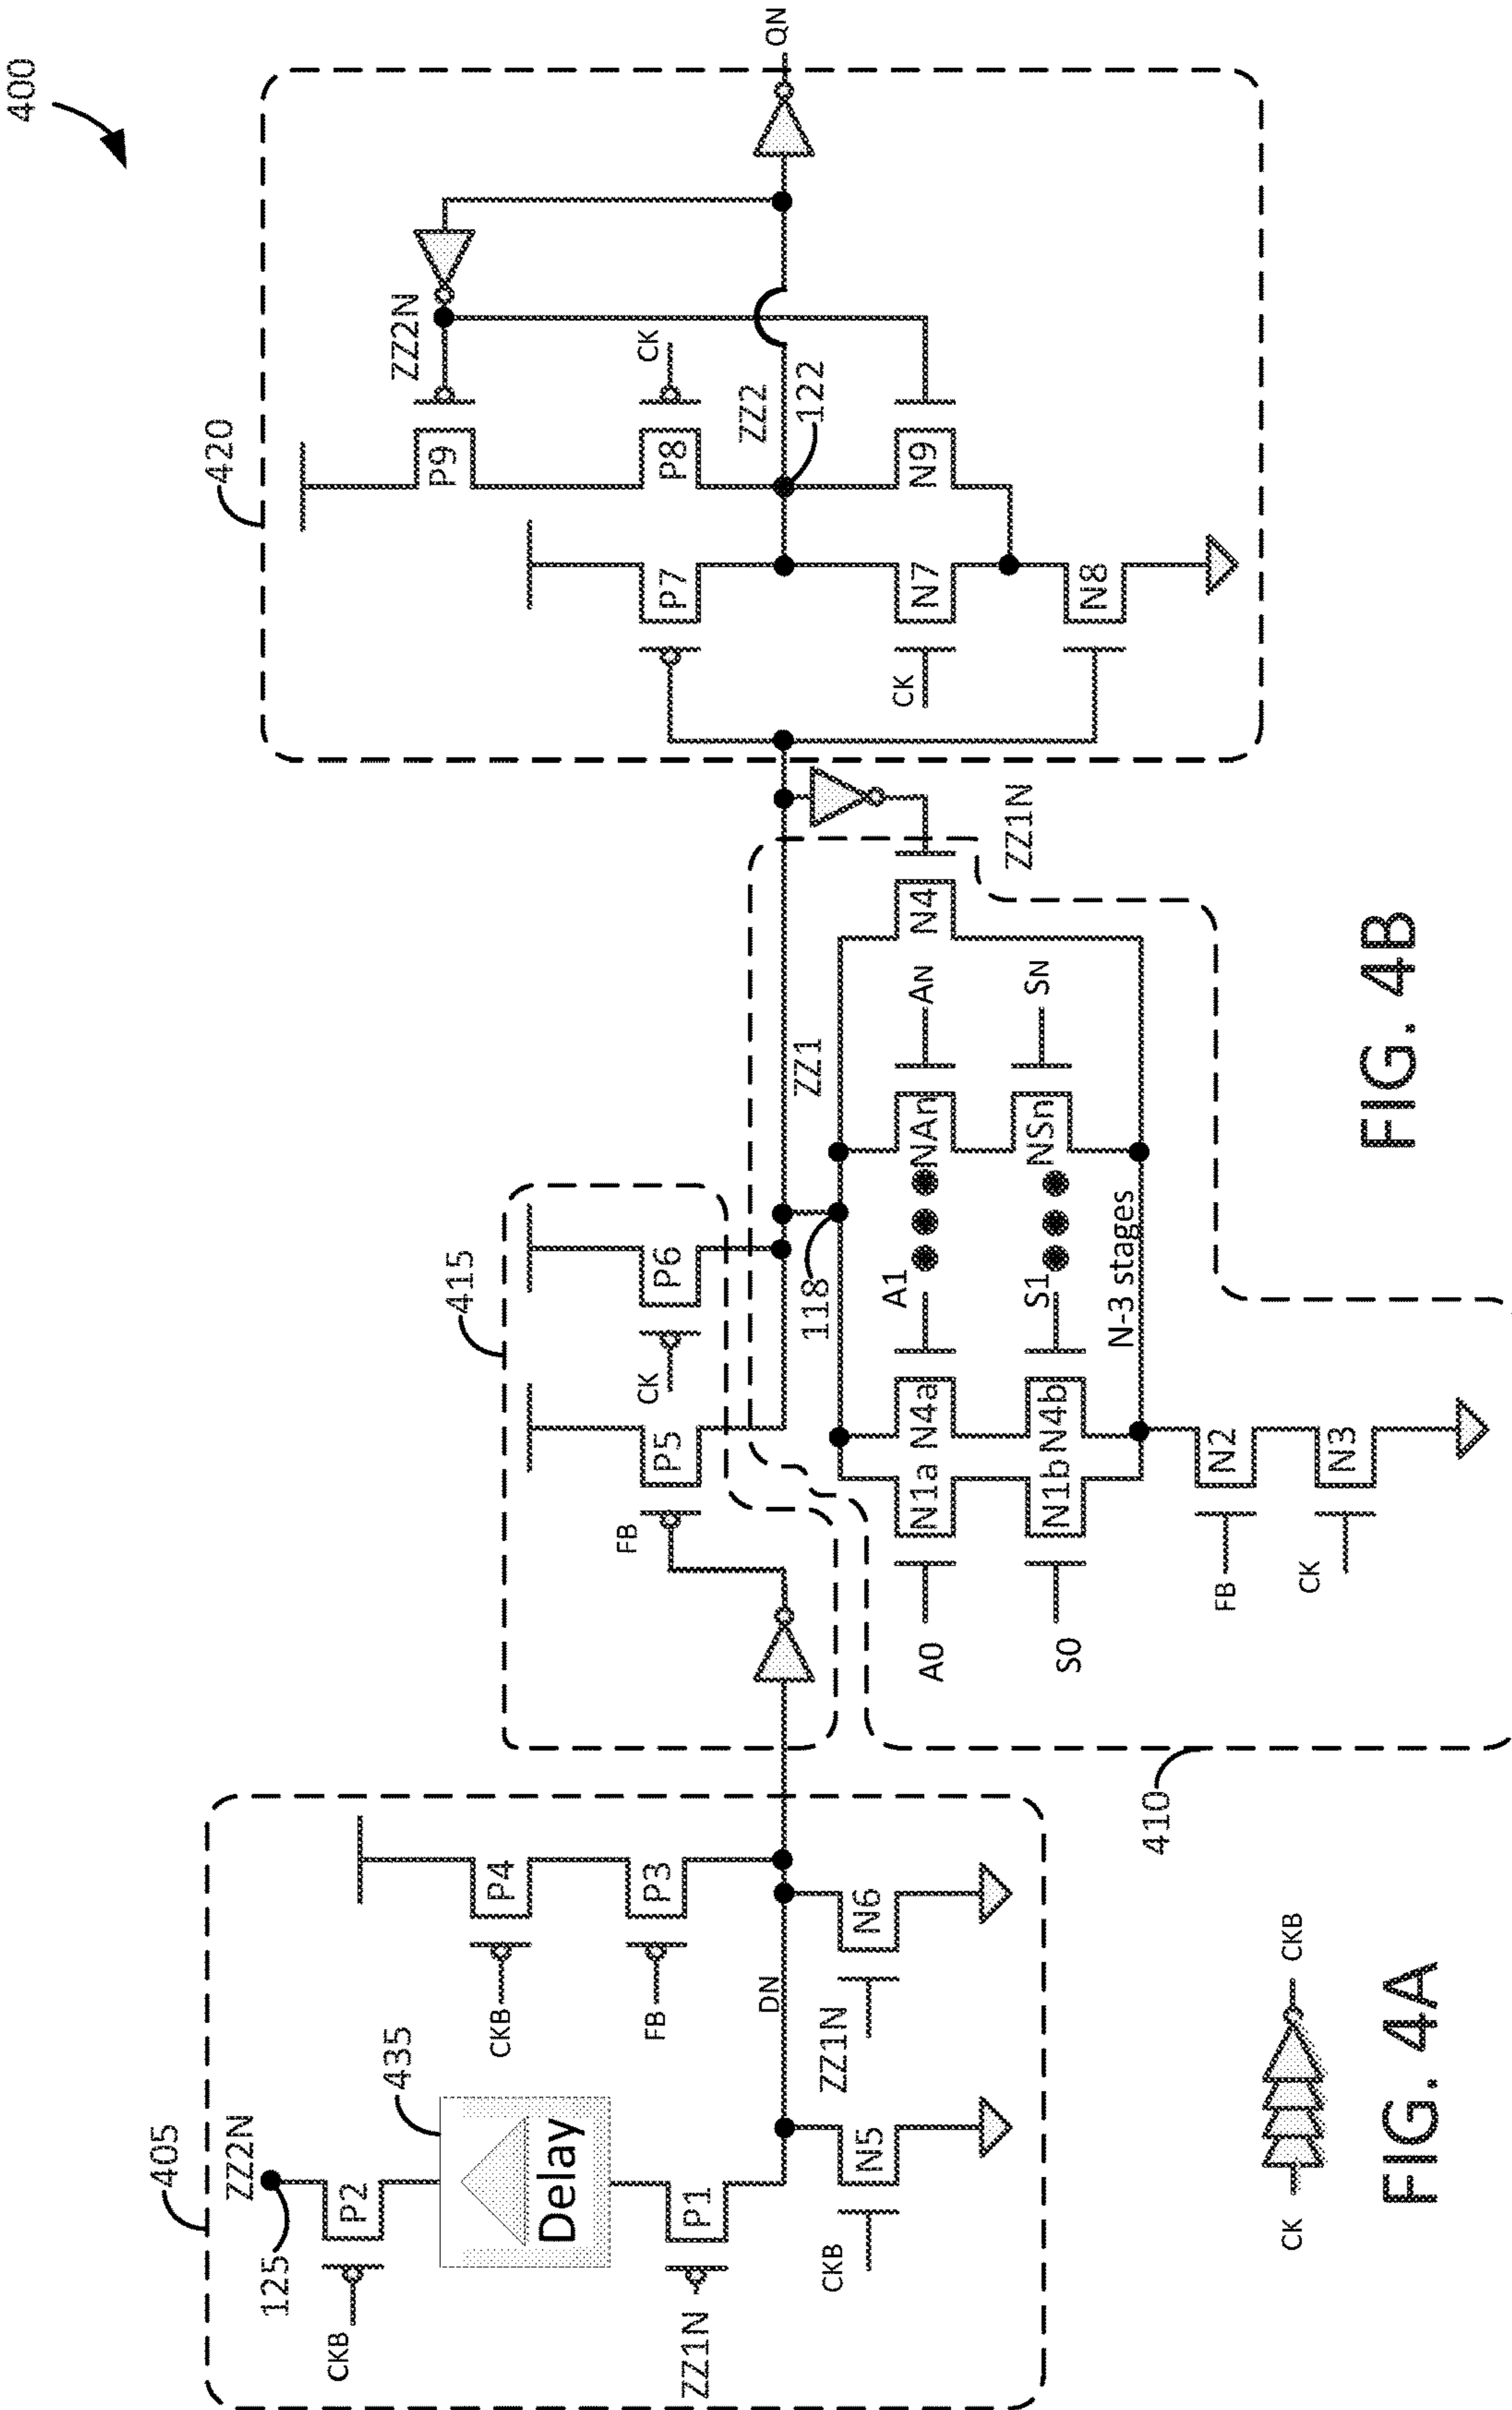 400
405
ZZ2N
125
P2
CKB
435
Delay
P1
ZZ1N
CKB
P4
FB
P3
DN
CKB
N5
ZZ1N
N6
415
FB
P5
CK
P6
410
118
ZZ1
A0
N1a
N4a
A1
NAn
AN
N4
ZZ1N
S0
N1b
N4b
S1
NSn
SN
N-3 stages
FB
N2
CK
N3
420
P9
ZZ2N
P7
P8
CK
ZZ2
122
QN
CK
N7
N9
N8
CK
CKB
FIG. 4A
FIG. 4B